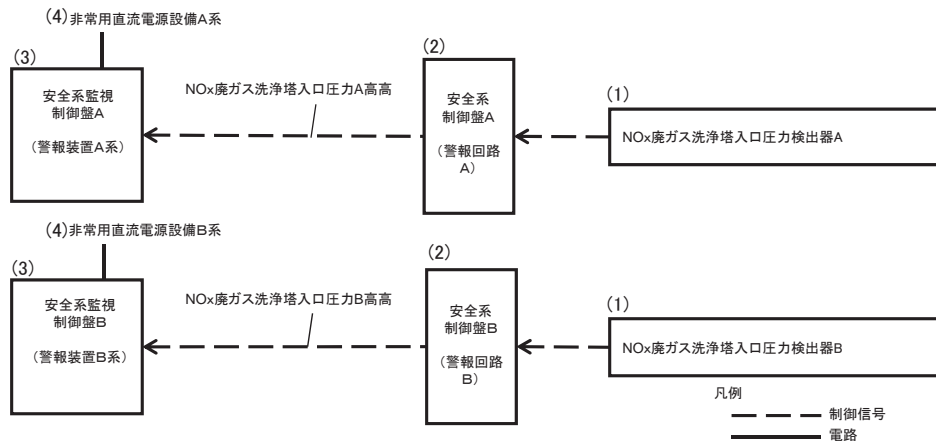 (4)非常用直流電源設備A系
(3)
安全系監視
制御盤A
(警報装置A系)
NOx廃ガス洗浄塔入口圧力A高高
(2)
安全系
制御盤A
(警報回路
A)
(1)
NOx廃ガス洗浄塔入口圧力検出器A
(4)非常用直流電源設備B系
(3)
安全系監視
制御盤B
(警報装置B系)
NOx廃ガス洗浄塔入口圧力B高高
(2)
安全系
制御盤B
(警報回路
B)
(1)
NOx廃ガス洗浄塔入口圧力検出器B
凡例
制御信号
電路